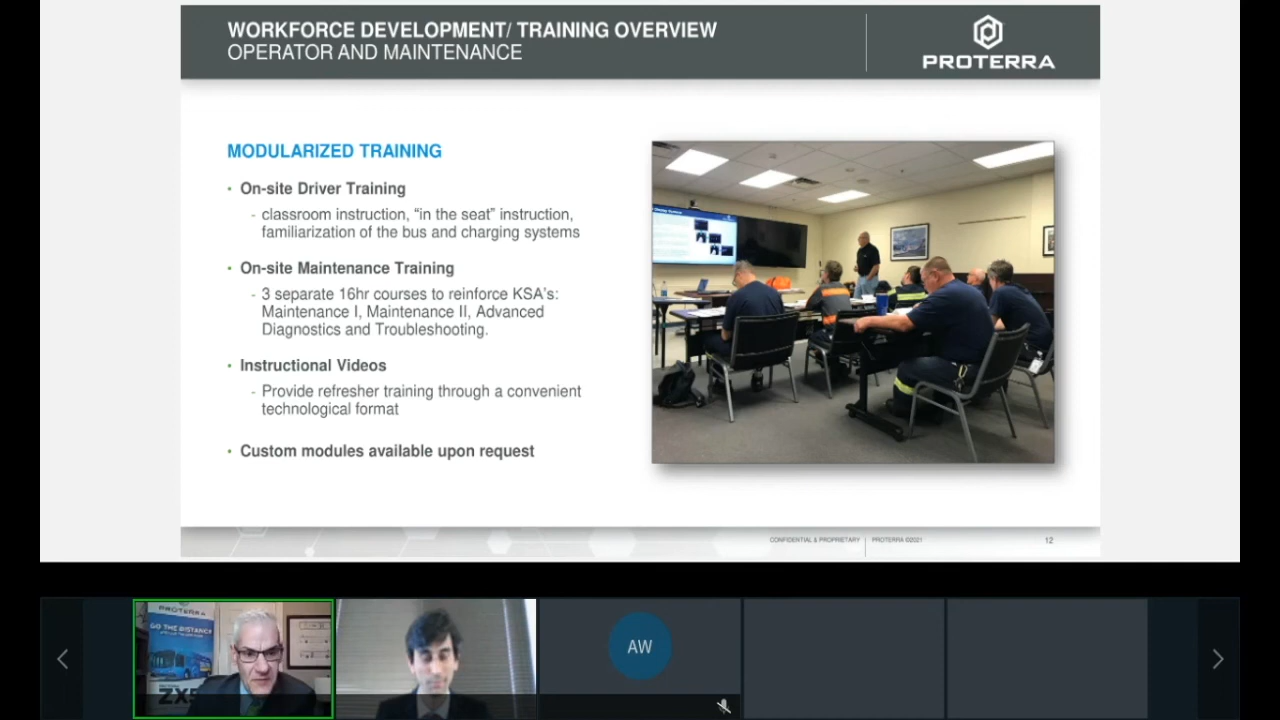 WORKFORCE DEVELOPMENT/ TRAINING OVERVIEW
OPERATOR AND MAINTENANCE
PROTERRA
MODULARIZED TRAINING
• On-site Driver Training
- classroom instruction, “in the seat” instruction,
familiarization of the bus and charging systems
• On-site Maintenance Training
- 3 separate 16hr courses to reinforce KSA's:
Maintenance I, Maintenance II, Advanced
Diagnostics and Troubleshooting.
• Instructional Videos
- Provide refresher training through a convenient
technological format
• Custom modules available upon request
CONFIDENTIAL & PROPRIETARY
PROTERRA ©2021
12
PROTERRA
GO THE DISTANCE
ZX5
AW